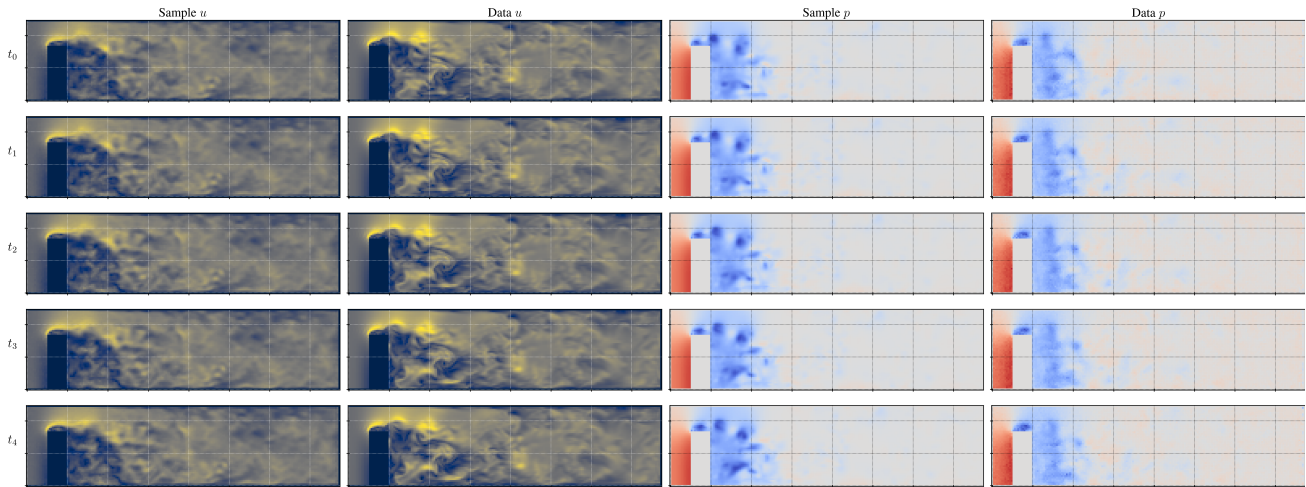 Sample u
Data u
Sample p
Data p
t₀
t₁
t₂
t₃
t₄